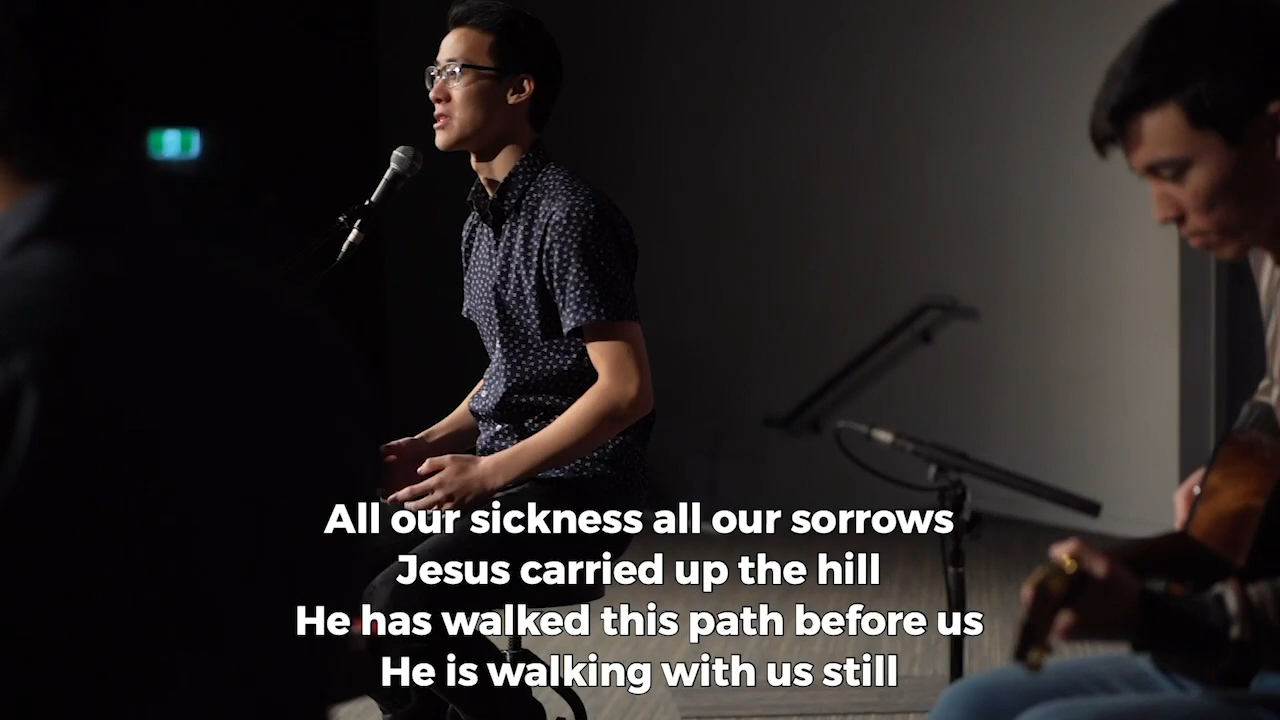 All our sickness all our sorrows
Jesus carried up the hill
He has walked this path before us
He is walking with us still